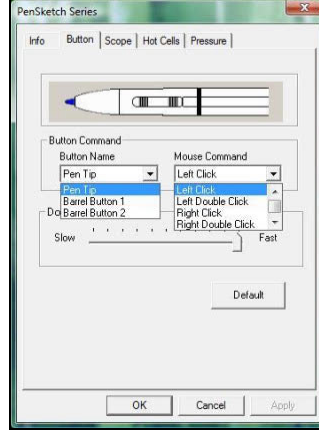 PenSketch Series
Info Button Scope Hot Cells Pressure
Button Command
Button Name Mouse Command
Pen Tip Left Click
Pen Tip Left Click
Barrel Button 1 Left Double Click
Barrel Button 2 Right Click
Right Double Click
Do
Slow Fast
Default
OK Cancel Apply